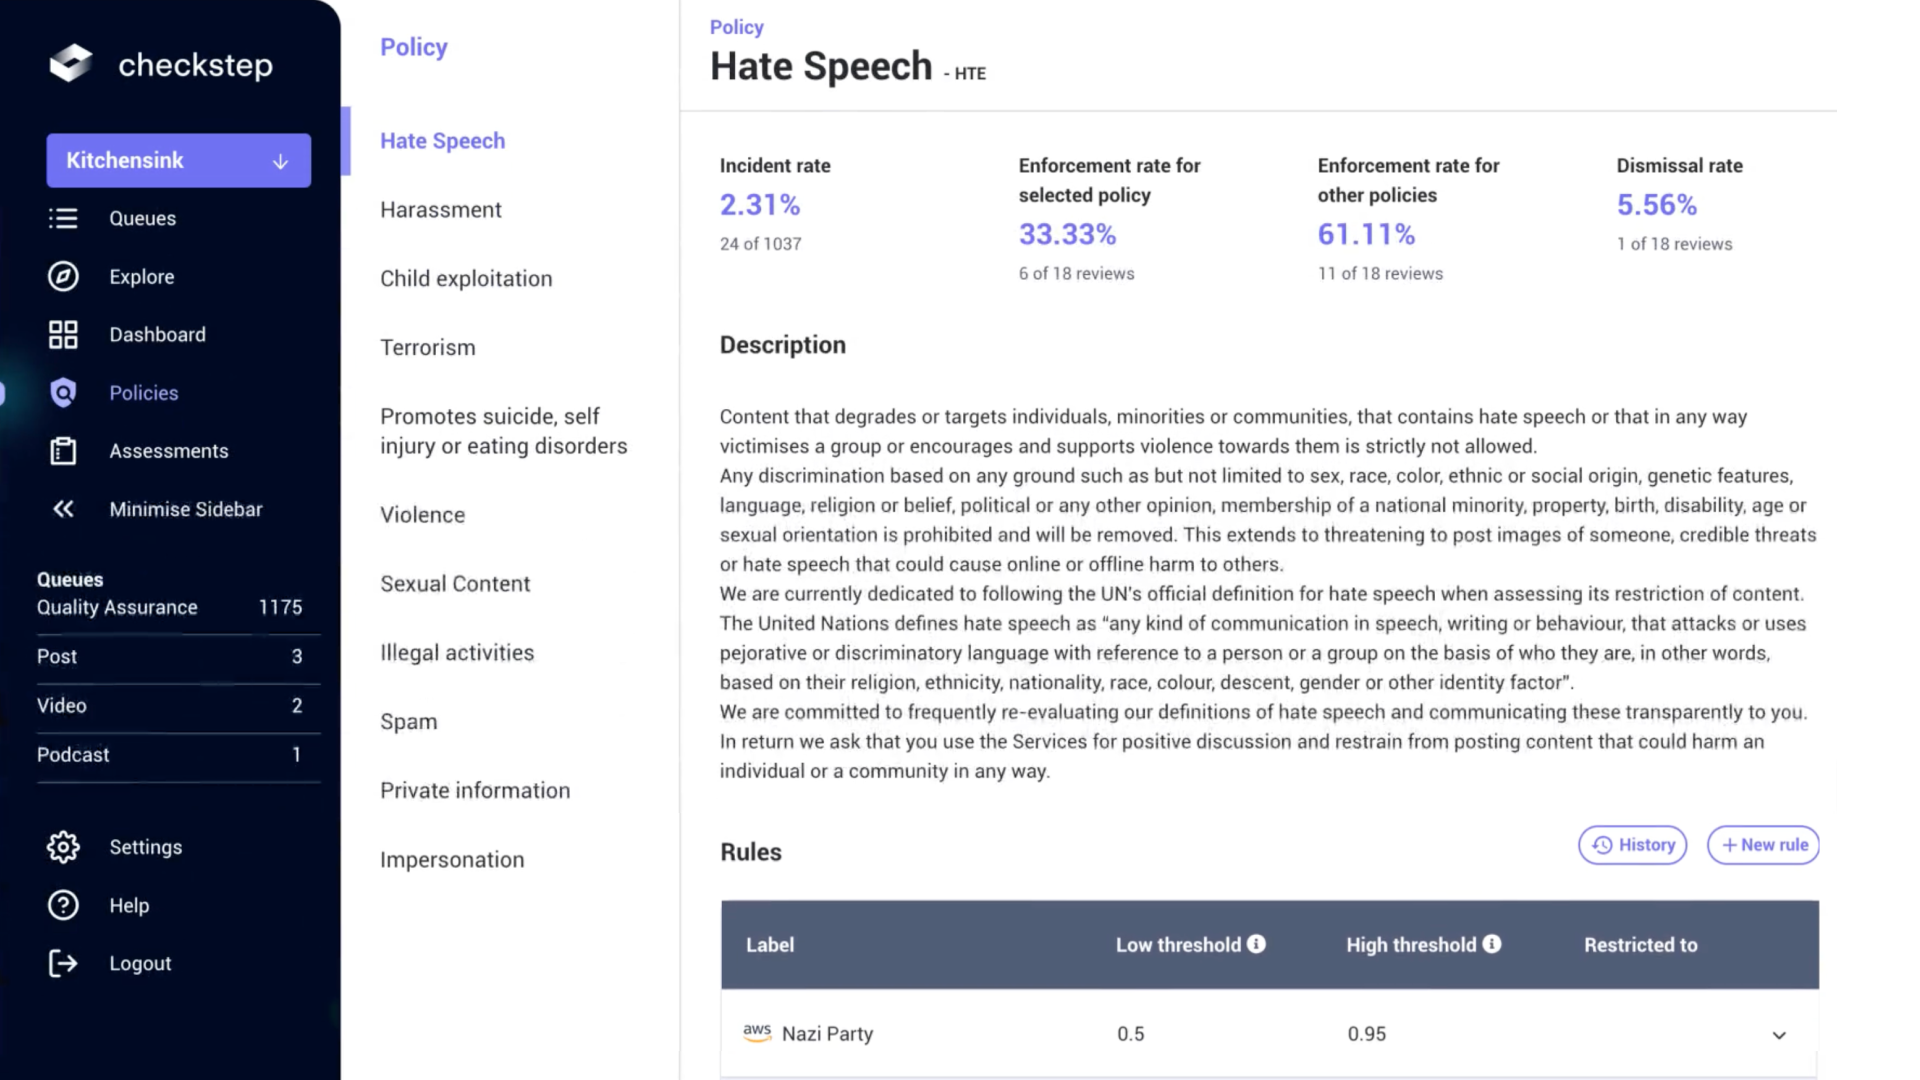 checkstep
Kitchensink
Queues
Explore
Dashboard
Policies
Assessments
Minimise Sidebar
Queues
Quality Assurance 1175
Post 3
Video 2
Podcast 1
Settings
Help
Logout
Policy
Hate Speech
Harassment
Child exploitation
Terrorism
Promotes suicide, self
injury or eating disorders
Violence
Sexual Content
Illegal activities
Spam
Private information
Impersonation
Policy
Hate Speech - HTE
Incident rate
2.31%
24 of 1037
Enforcement rate for
selected policy
33.33%
6 of 18 reviews
Enforcement rate for
other policies
61.11%
11 of 18 reviews
Dismissal rate
5.56%
1 of 18 reviews
Description
Content that degrades or targets individuals, minorities or communities, that contains hate speech or that in any way
victimises a group or encourages and supports violence towards them is strictly not allowed.
Any discrimination based on any ground such as but not limited to sex, race, color, ethnic or social origin, genetic features,
language, religion or belief, political or any other opinion, membership of a national minority, property, birth, disability, age or
sexual orientation is prohibited and will be removed. This extends to threatening to post images of someone, credible threats
or hate speech that could cause online or offline harm to others.
We are currently dedicated to following the UN's official definition for hate speech when assessing its restriction of content.
The United Nations defines hate speech as “any kind of communication in speech, writing or behaviour, that attacks or uses
pejorative or discriminatory language with reference to a person or a group on the basis of who they are, in other words,
based on their religion, ethnicity, nationality, race, colour, descent, gender or other identity factor”.
We are committed to frequently re-evaluating our definitions of hate speech and communicating these transparently to you.
In return we ask that you use the Services for positive discussion and restrain from posting content that could harm an
individual or a community in any way.
Rules
History
+ New rule
Label Low threshold High threshold Restricted to
aws Nazi Party 0.5 0.95